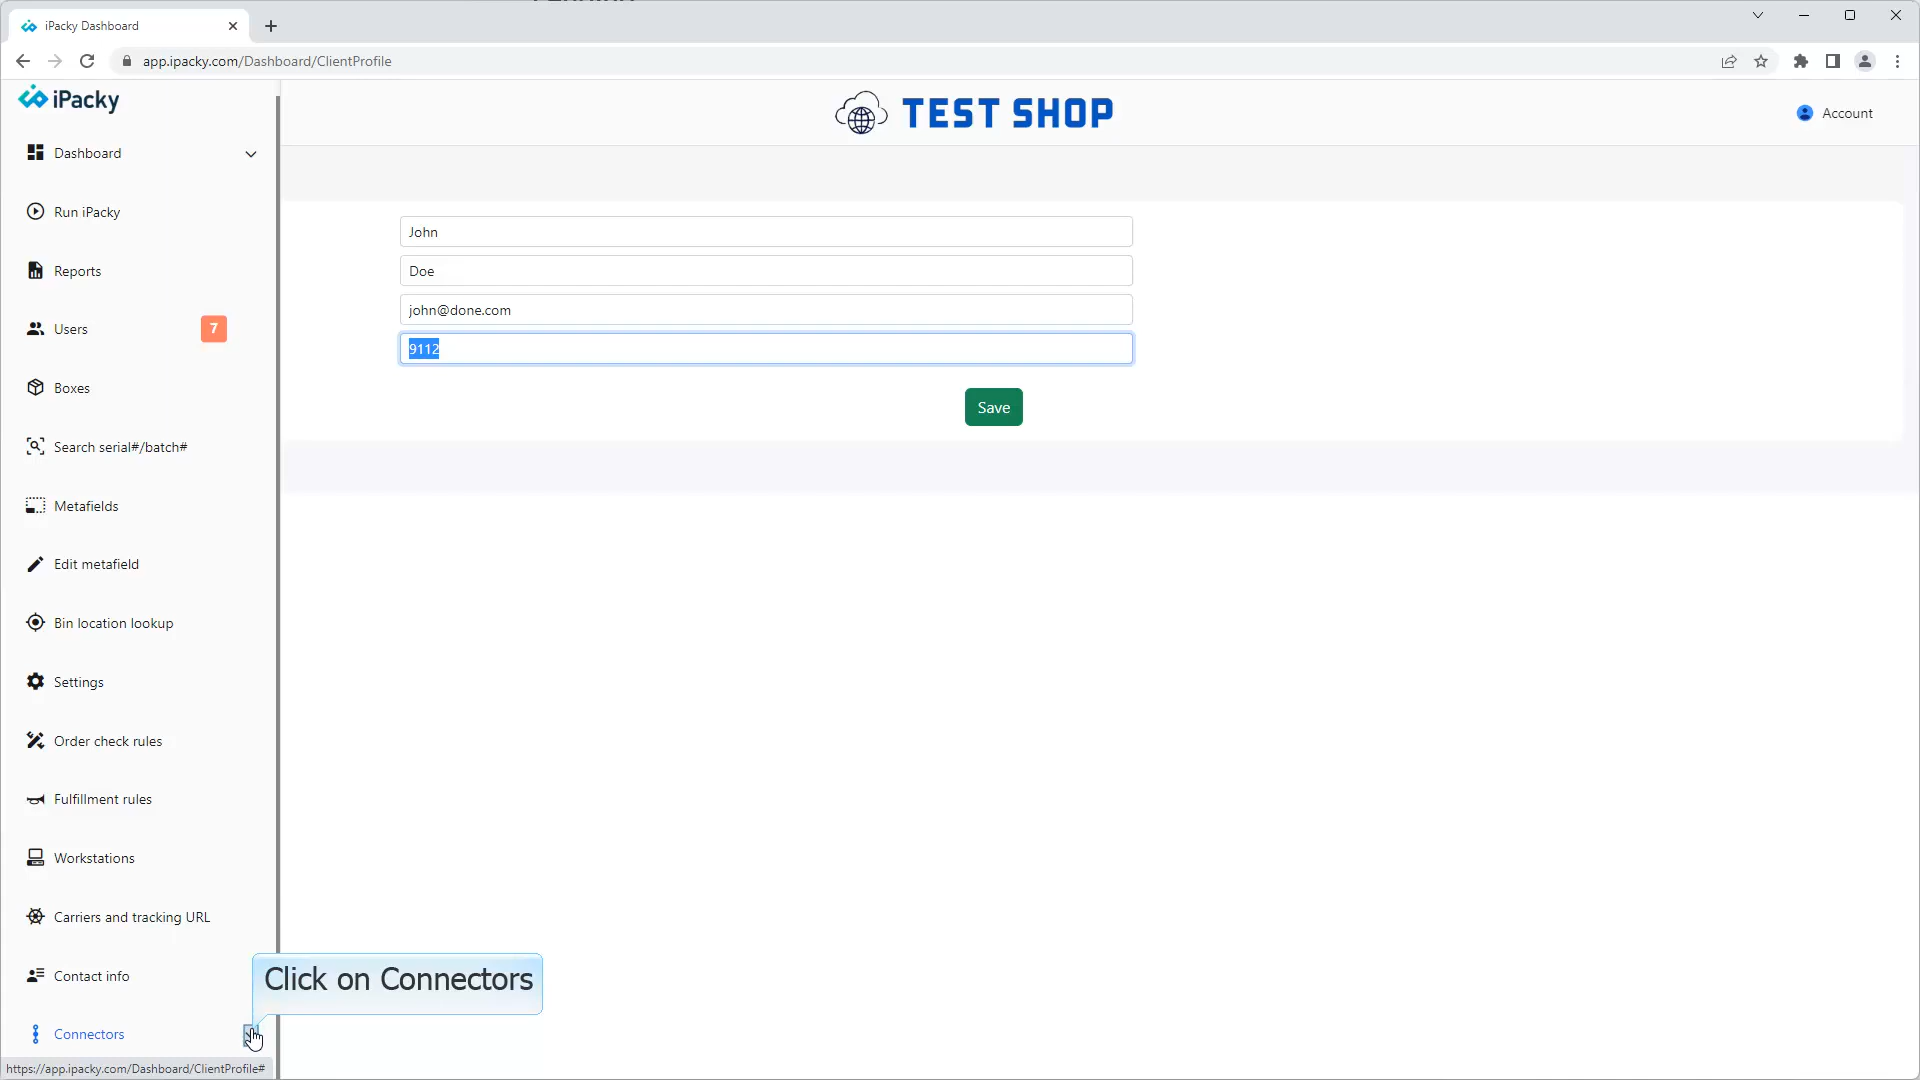 iPacky Dashboard
app.ipacky.com/Dashboard/ClientProfile
iPacky
TEST SHOP
Account
Dashboard
Run iPacky
Reports
Users
7
Boxes
Search serial#/batch#
Metafields
Edit metafield
Bin location lookup
Settings
Order check rules
Fulfillment rules
Workstations
Carriers and tracking URL
Contact info
Connectors
John
Doe
john@done.com
9112
Save
Click on Connectors
https://app.ipacky.com/Dashboard/ClientProfile#